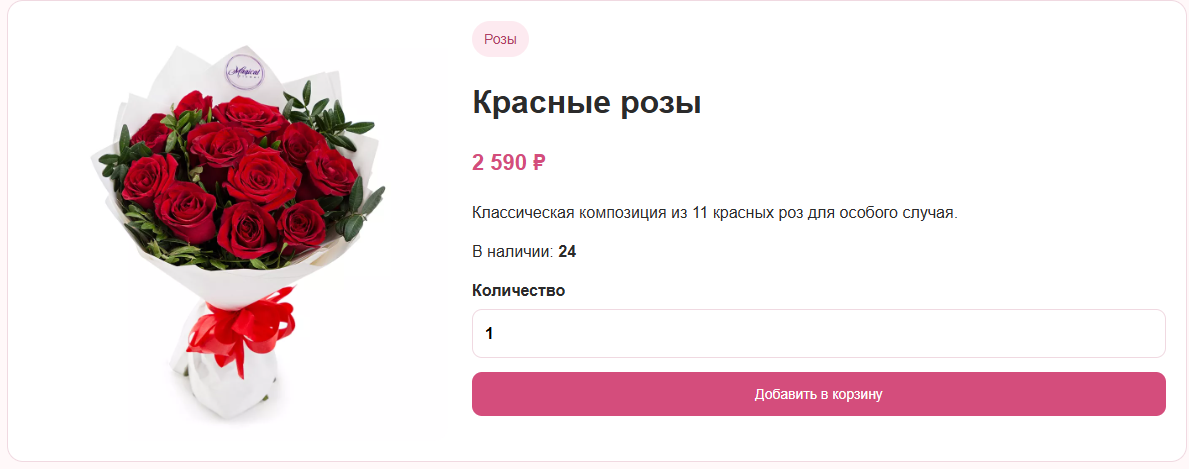 Magical
Розы
Красные розы
2 590 ₽
Классическая композиция из 11 красных роз для особого случая.
В наличии: 24
Количество
1
Добавить в корзину